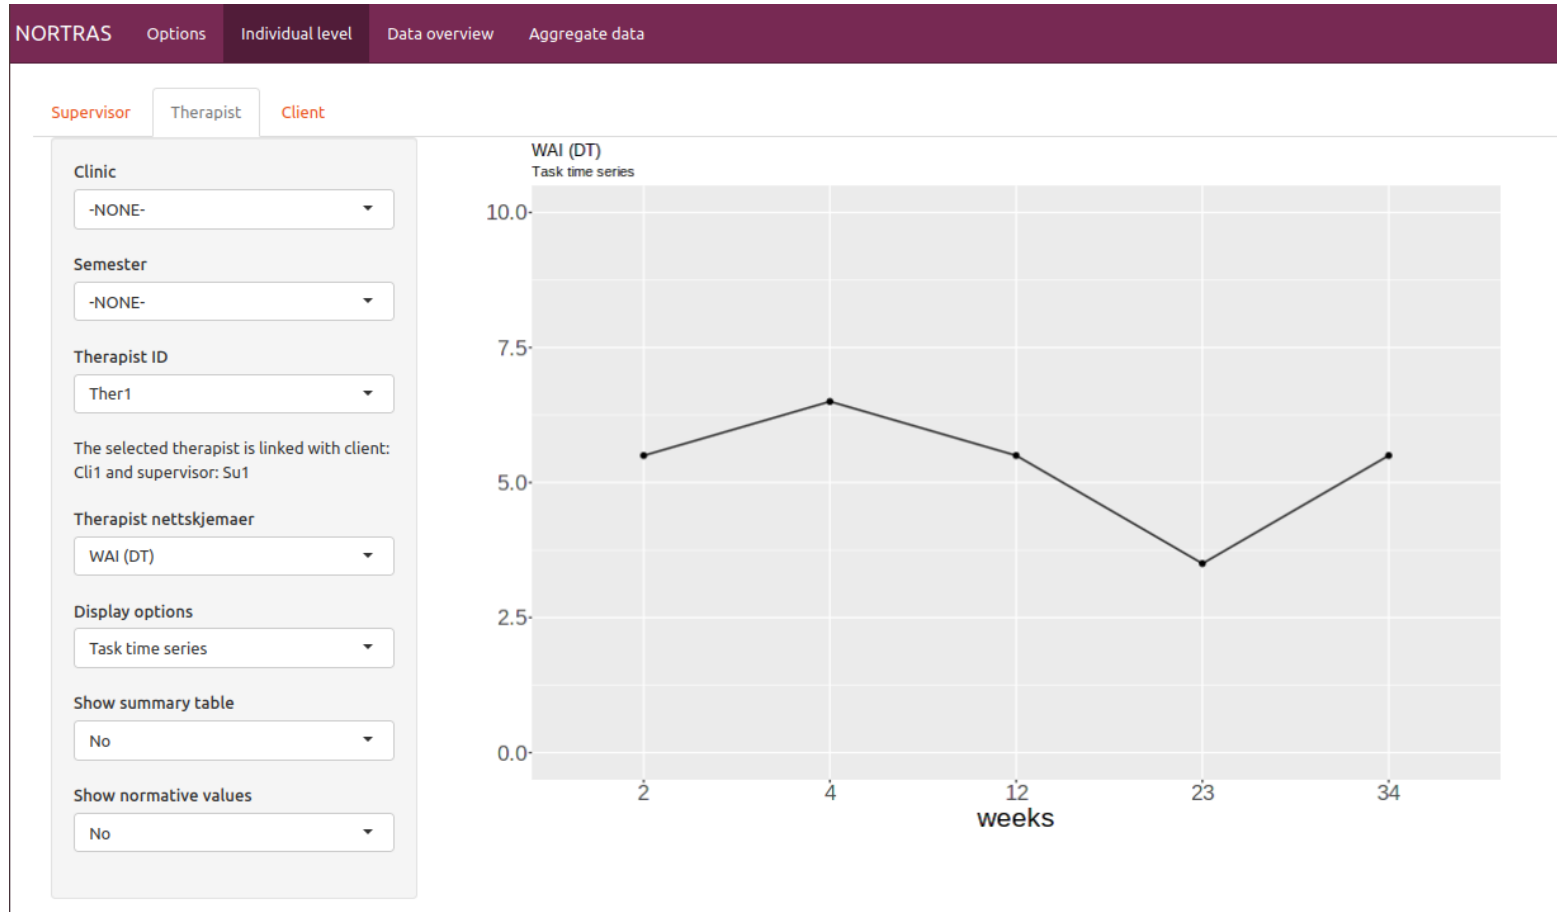 NORTRAS Options Individual level Data overview Aggregate data
Supervisor Therapist Client
Clinic
-NONE-
Semester
-NONE-
Therapist ID
Ther1
The selected therapist is linked with client:
Cli1 and supervisor: Su1
Therapist nettskjemaer
WAI (DT)
Display options
Task time series
Show summary table
No
Show normative values
No
WAI (DT)
Task time series
10.0
7.5
5.0
2.5
0.0
2 4 12 23 34
weeks